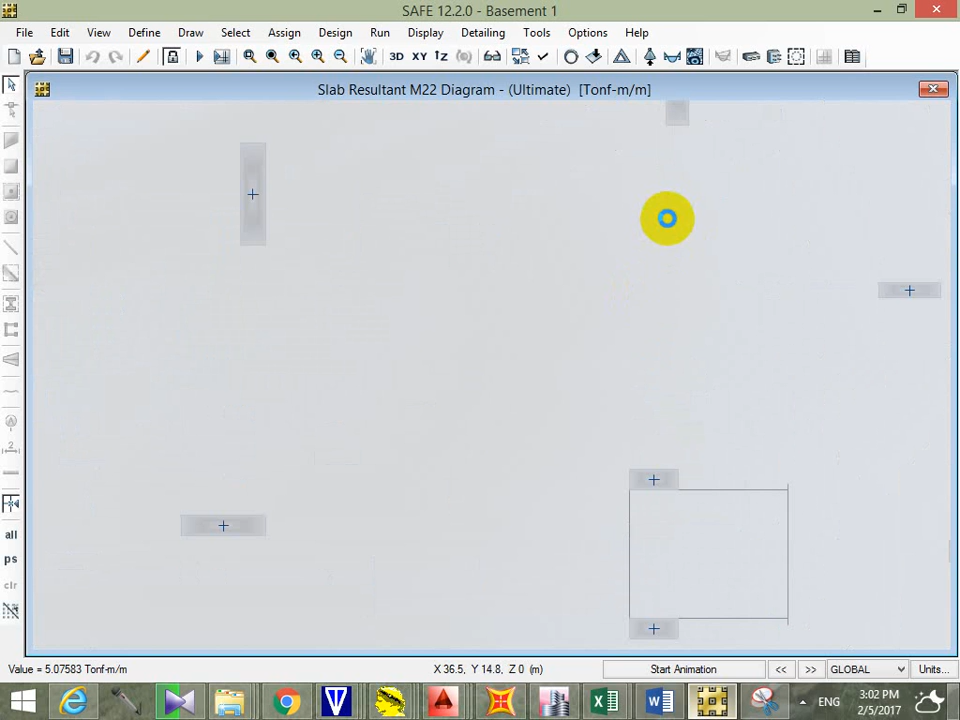 SAFE 12.2.0 - Basement 1
File Edit View Define Draw Select Assign Design Run Display Detailing Tools Options Help
3D XY
Slab Resultant M22 Diagram - (Ultimate) [Tonf-m/m]
all
ps
clr
Value = 5.07583 Tonf-m/m X 36.5, Y 14.8, Z 0 (m) Start Animation << >> GLOBAL Units...
ENG 3:02 PM
2/5/2017